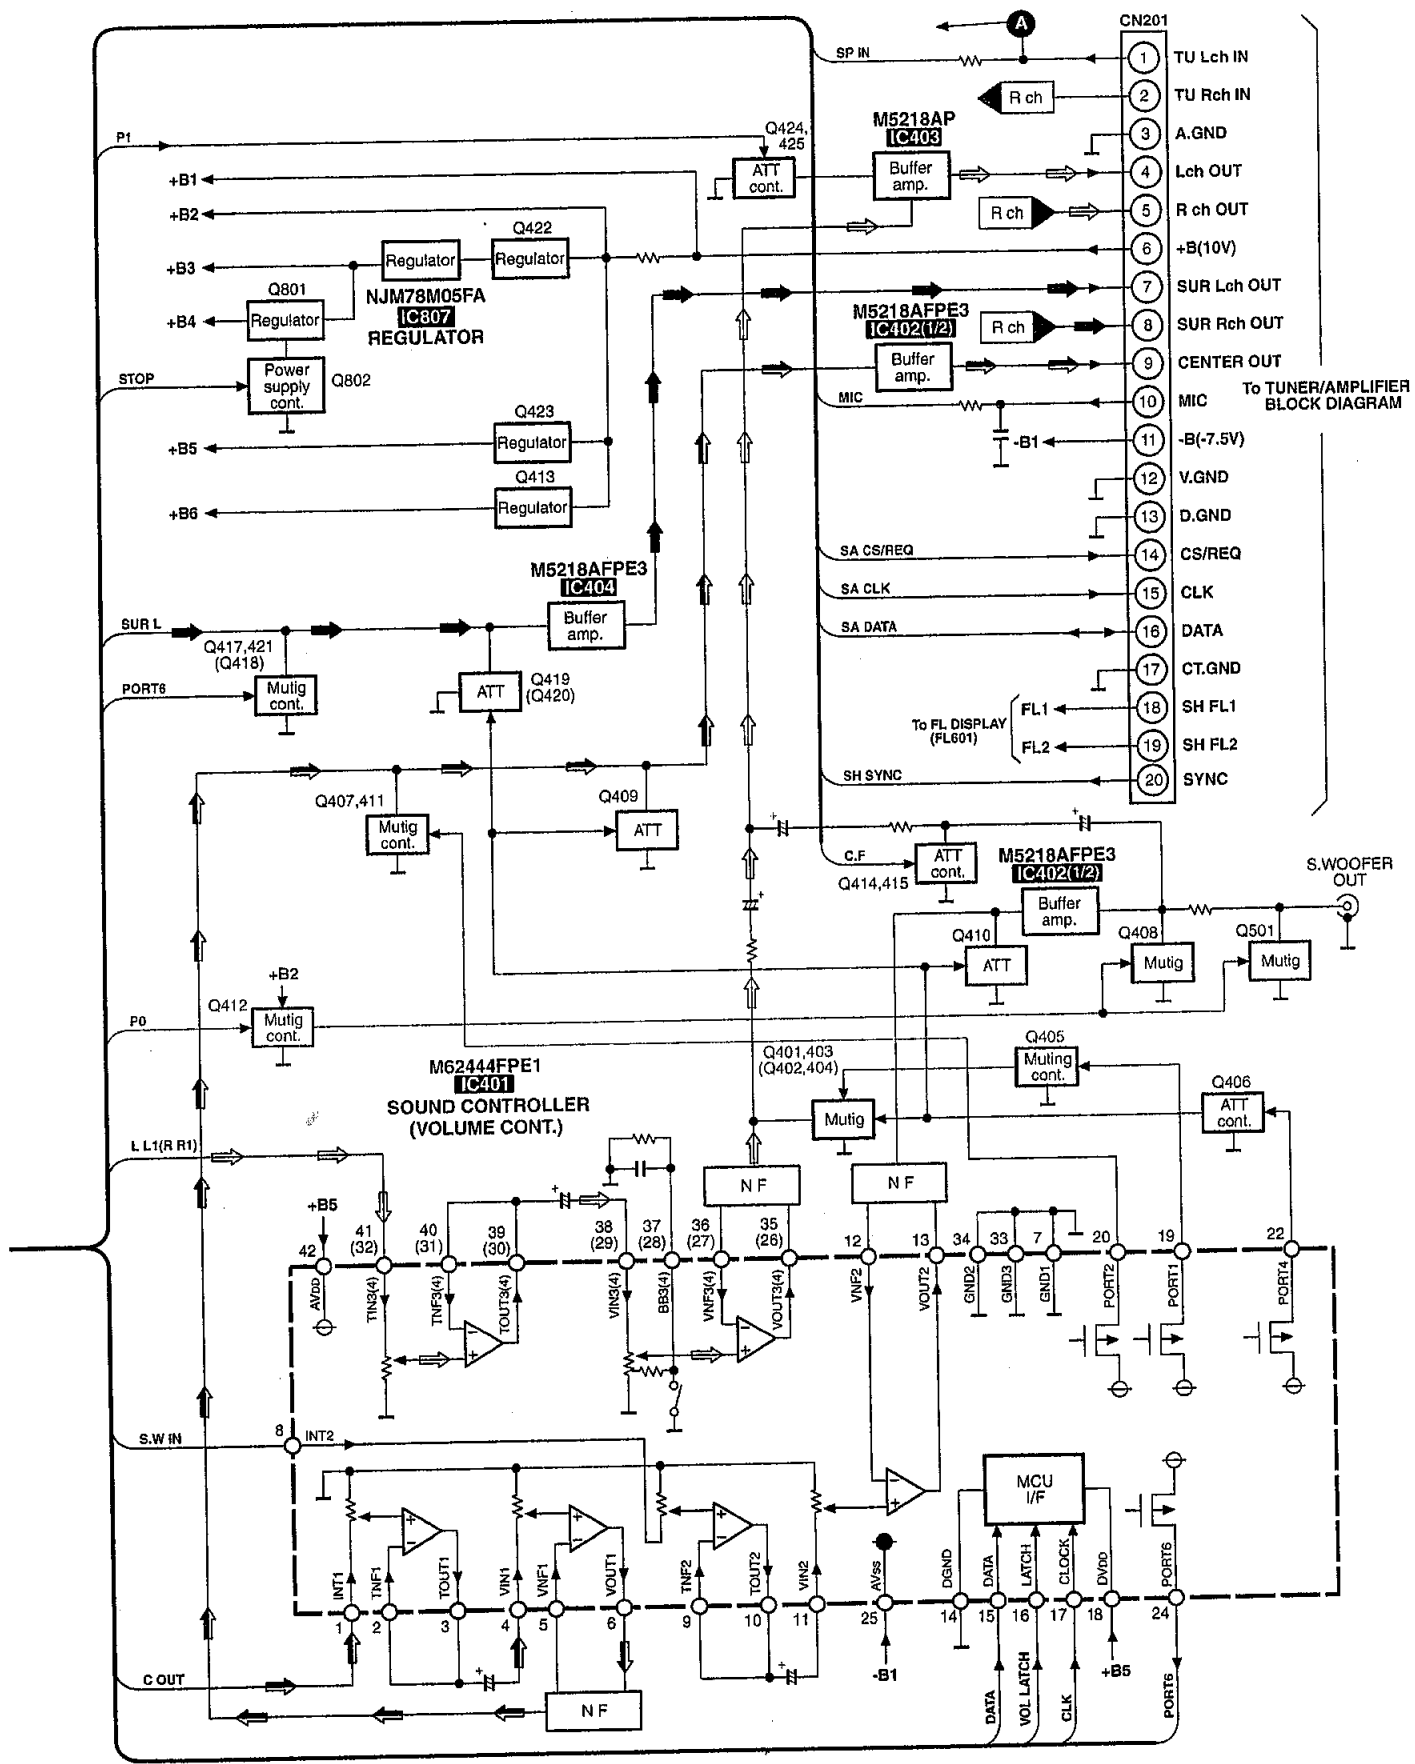 A
CN201
SP IN
1 TU Lch IN
R ch
2 TU Rch IN
3 A.GND
P1
Q424, 425
ATT cont.
M5218AP
IC403
Buffer amp.
4 Lch OUT
+B1
R ch
5 R ch OUT
+B2
Q422
Regulator
Regulator
+B3
6 +B(10V)
NJM78M05FA
IC807
REGULATOR
Q801
Regulator
+B4
7 SUR Lch OUT
M5218AFPE3
IC402(1/2)
Buffer amp.
R ch
8 SUR Rch OUT
9 CENTER OUT
STOP
Power supply cont.
Q802
MIC
10 MIC
To TUNER/AMPLIFIER
BLOCK DIAGRAM
Q423
Regulator
+B5
-B1
11 -B(-7.5V)
Q413
Regulator
+B6
12 V.GND
13 D.GND
SA CS/REQ
14 CS/REQ
SA CLK
15 CLK
SA DATA
16 DATA
17 CT.GND
To FL DISPLAY
(FL601)
FL1
18 SH FL1
FL2
19 SH FL2
SH SYNC
20 SYNC
M5218AFPE3
IC404
Buffer amp.
SUR L
Q417,421
(Q418)
Mutig cont.
PORT6
ATT
Q419
(Q420)
Q407,411
Mutig cont.
Q409
ATT
+
+
C.F
ATT cont.
Q414,415
M5218AFPE3
IC402(1/2)
Buffer amp.
S.WOOFER
OUT
+
Q410
ATT
Q408
Mutig
Q501
Mutig
+B2
Q412
Mutig cont.
P0
M62444FPE1
IC401
SOUND CONTROLLER
(VOLUME CONT.)
Q401,403
(Q402,404)
Mutig
Q405
Muting cont.
Q406
ATT cont.
L L1(R R1)
N F
N F
+B5
+
42
41
(32)
40
(31)
39
(30)
38
(29)
37
(28)
36
(27)
35
(26)
12
13
34
33
7
20
19
22
AVDD
TIN3(4)
TNF3(4)
TOUT3(4)
VIN3(4)
BB3(4)
VNF3(4)
VOUT3(4)
VNF2
VOUT2
GND2
GND3
GND1
PORT2
PORT1
PORT4
-
+
-
+
S.W IN
8
INT2
+
-
+
-
+
-
-
+
MCU
I/F
INT1
TNF1
TOUT1
VIN1
VNF1
VOUT1
TNF2
TOUT2
VIN2
AVSS
DGND
DATA
LATCH
CLOCK
DVDD
PORT6
1
2
3
4
5
6
9
10
11
25
14
15
16
17
18
24
+
+
-B1
+B5
C OUT
N F
DATA
VOL LATCH
CLK
PORT6